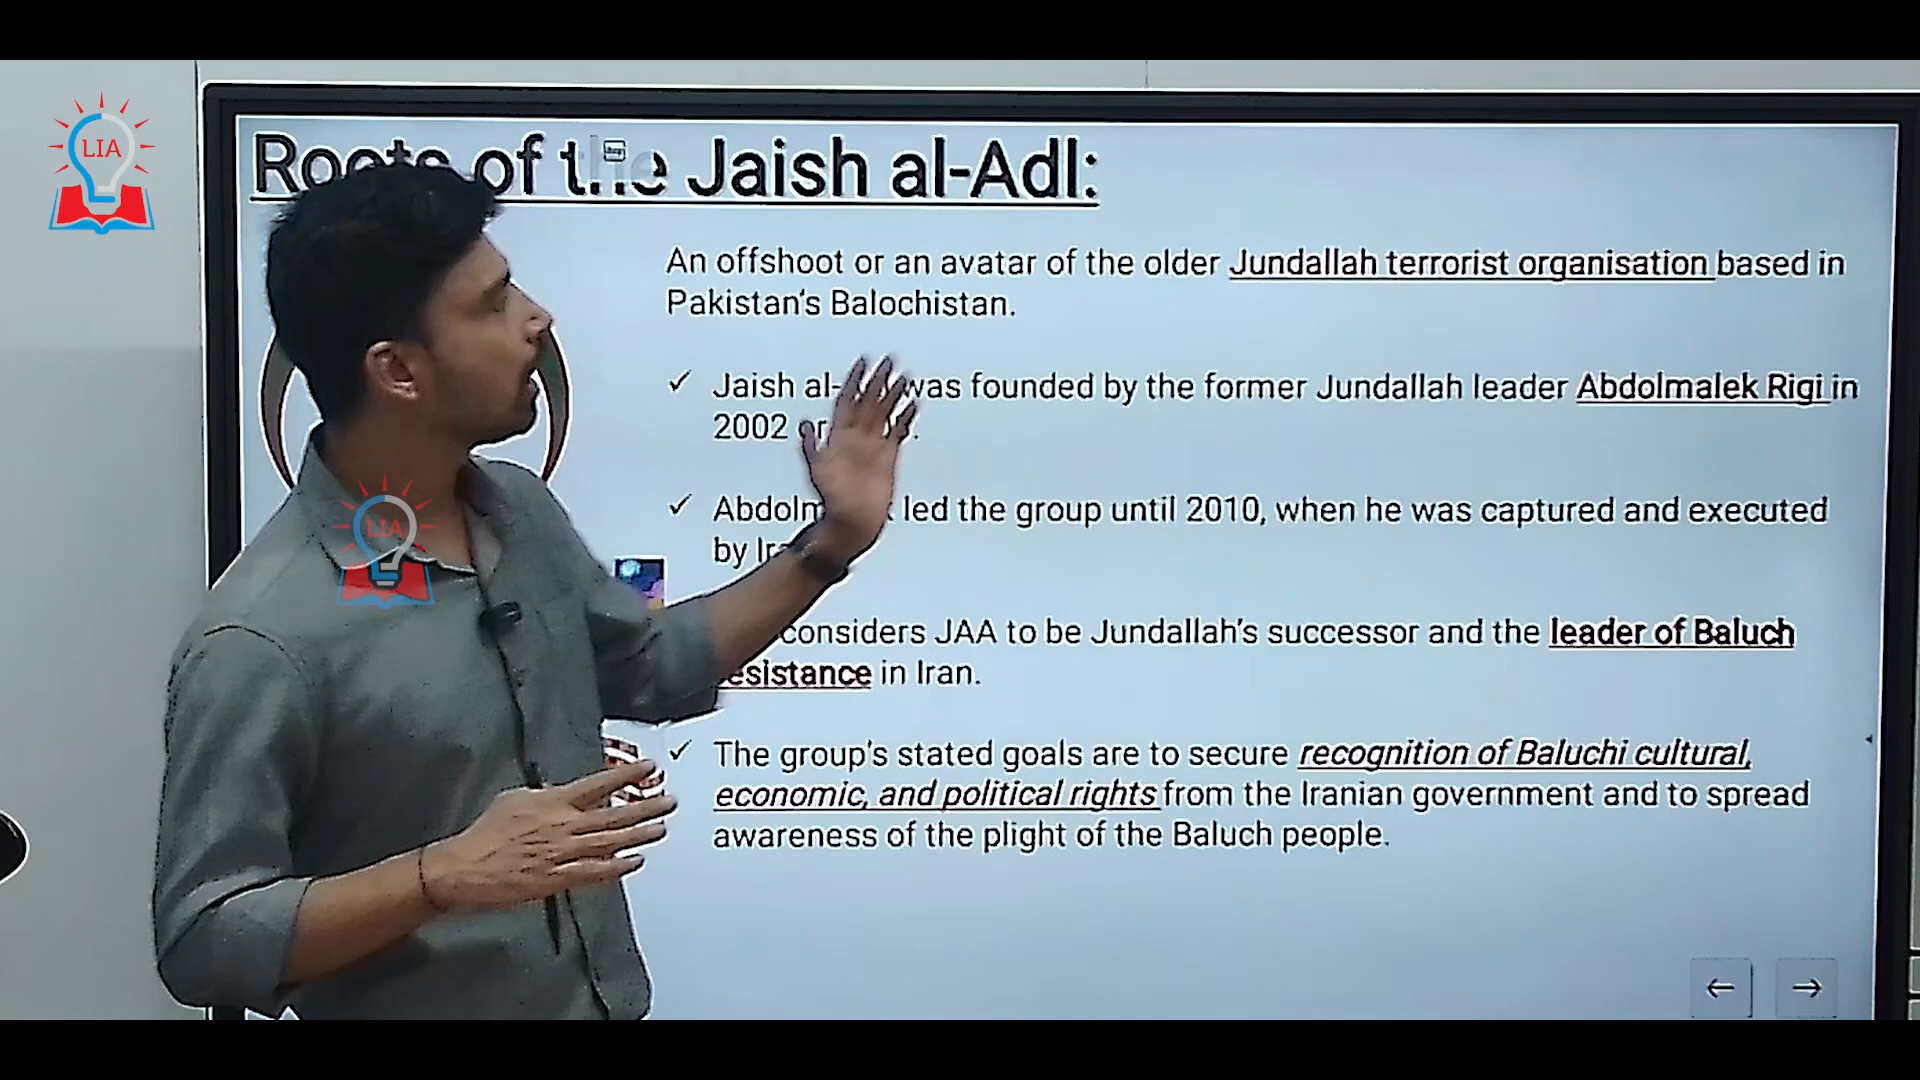 LIA
Roots of the Jaish al-Adl:
An offshoot or an avatar of the older Jundallah terrorist organisation based in
Pakistan's Balochistan.
✓ Jaish al- was founded by the former Jundallah leader Abdolmalek Rigi in
2002 or
✓ led the group until 2010, when he was captured and executed
by
considers JAA to be Jundallah's successor and the leader of Baluch
in Iran.
LIA
✓ The group's stated goals are to secure recognition of Baluchi cultural,
economic, and political rights from the Iranian government and to spread
awareness of the plight of the Baluch people.